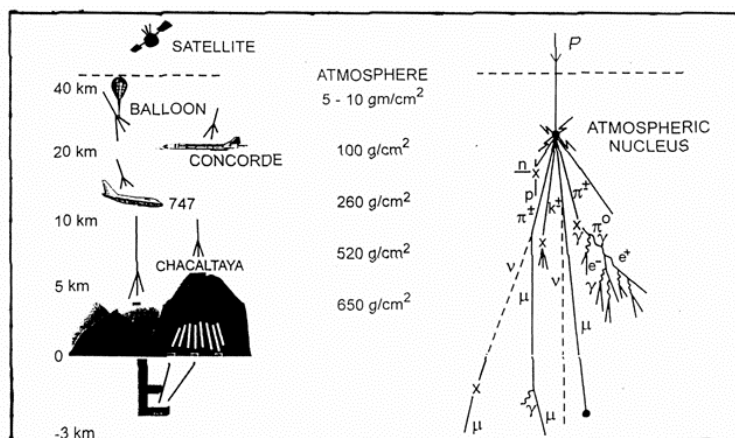 SATELLITE
40 km
BALLOON
CONCORDE
20 km
747
10 km
CHACALTAYA
5 km
0
-3 km
ATMOSPHERE
5 - 10 gm/cm²
100 g/cm²
260 g/cm²
520 g/cm²
650 g/cm²
P
ATMOSPHERIC
NUCLEUS
n
x
p
π±
k±
π±
π⁰
x
γ
γ
x
e⁻
e⁺
γ
ν
ν
μ
μ
x
γ
μ
μ